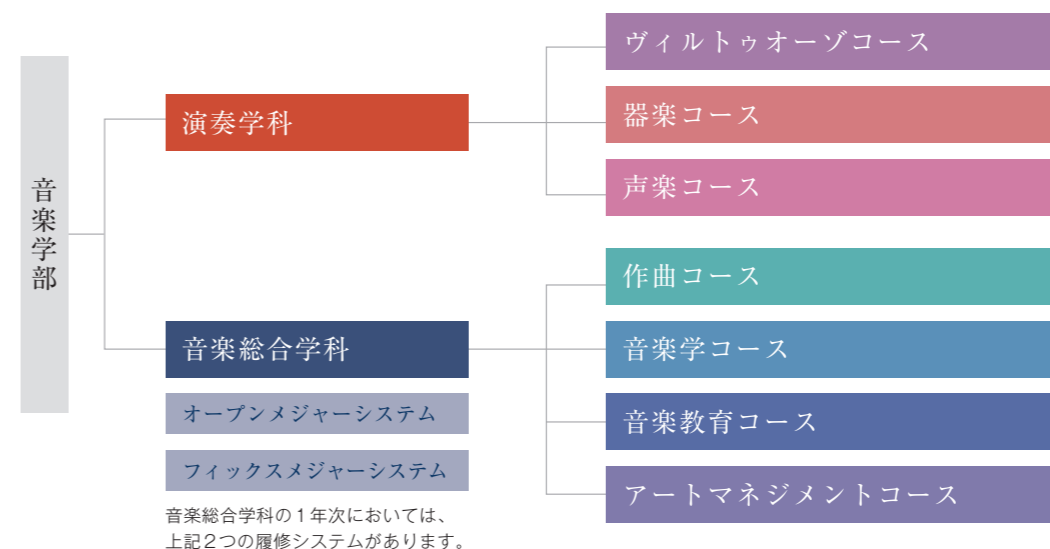 音楽学部
演奏学科
ヴィルトゥオーゾコース
器楽コース
声楽コース
音楽総合学科
オープンメジャーシステム
フィックスメジャーシステム
音楽総合学科の1年次においては、
上記2つの履修システムがあります。
作曲コース
音楽学コース
音楽教育コース
アートマネジメントコース